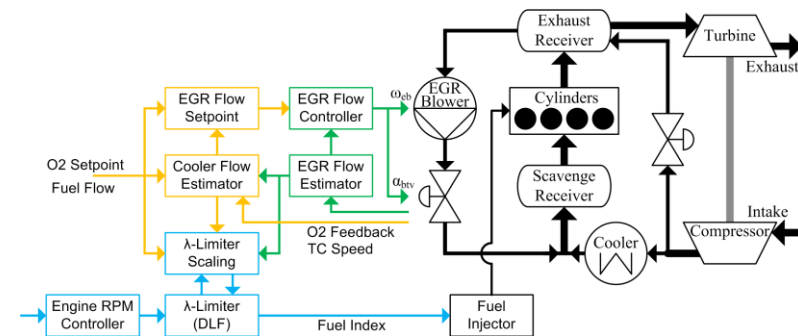 Exhaust
Receiver
Turbine
Exhaust
EGR Flow
Setpoint
EGR Flow
Controller
ωeb
EGR
Blower
Cylinders
O2 Setpoint
Fuel Flow
Cooler Flow
Estimator
EGR Flow
Estimator
αbtv
Scavenge
Receiver
Intake
Compressor
O2 Feedback
TC Speed
Cooler
λ-Limiter
Scaling
Engine RPM
Controller
λ-Limiter
(DLF)
Fuel Index
Fuel
Injector